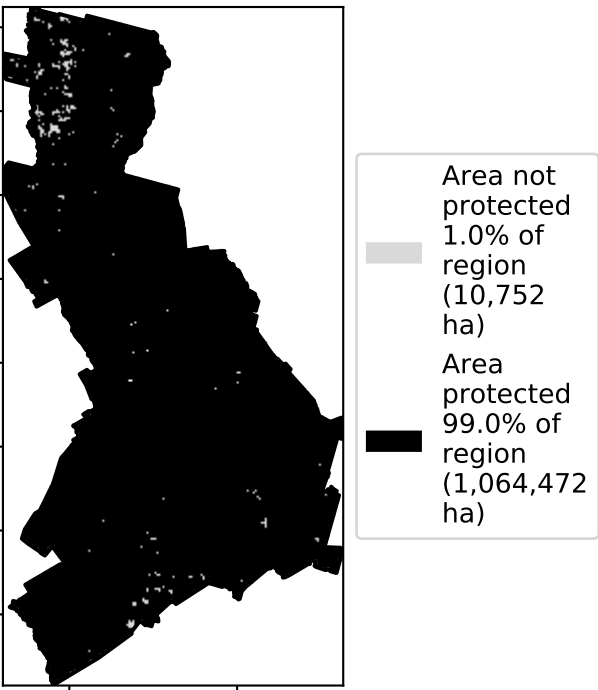 Area not
protected
1.0% of
region
(10,752
ha)
Area
protected
99.0% of
region
(1,064,472
ha)